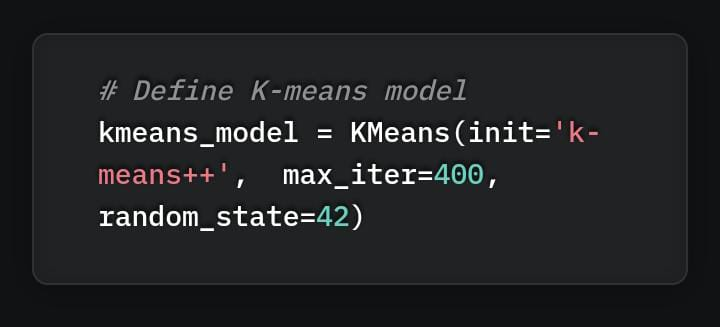 # Define K-means model
kmeans_model = KMeans(init='k-
means++',  max_iter=400,
random_state=42)